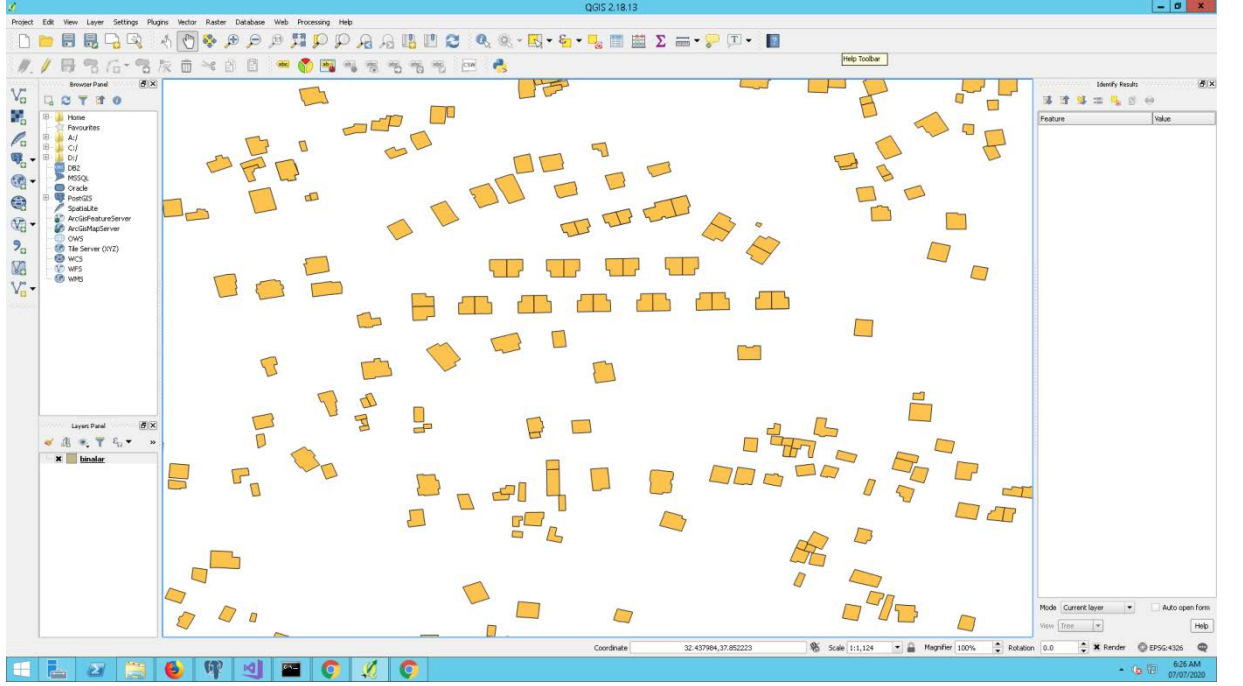 QGIS 2.18.13
Project Edit View Layer Settings Plugins Vector Raster Database Web Processing Help
Help Toolbar
Browser Panel
Home
Favourites
A:/
C:/
D:/
DB2
MSSQL
Oracle
PostGIS
SpatiaLite
ArcGisFeatureServer
ArcGisMapServer
OWS
Tile Server (XYZ)
WCS
WFS
WMS
Layers Panel
binalar
Identify Results
Feature Value
Mode Current layer Auto open form
View Tree Help
Coordinate 32.437984,37.852223 Scale 1:1,124 Magnifier 100% Rotation 0.0 Render EPSG:4326
6:26 AM
07/07/2020